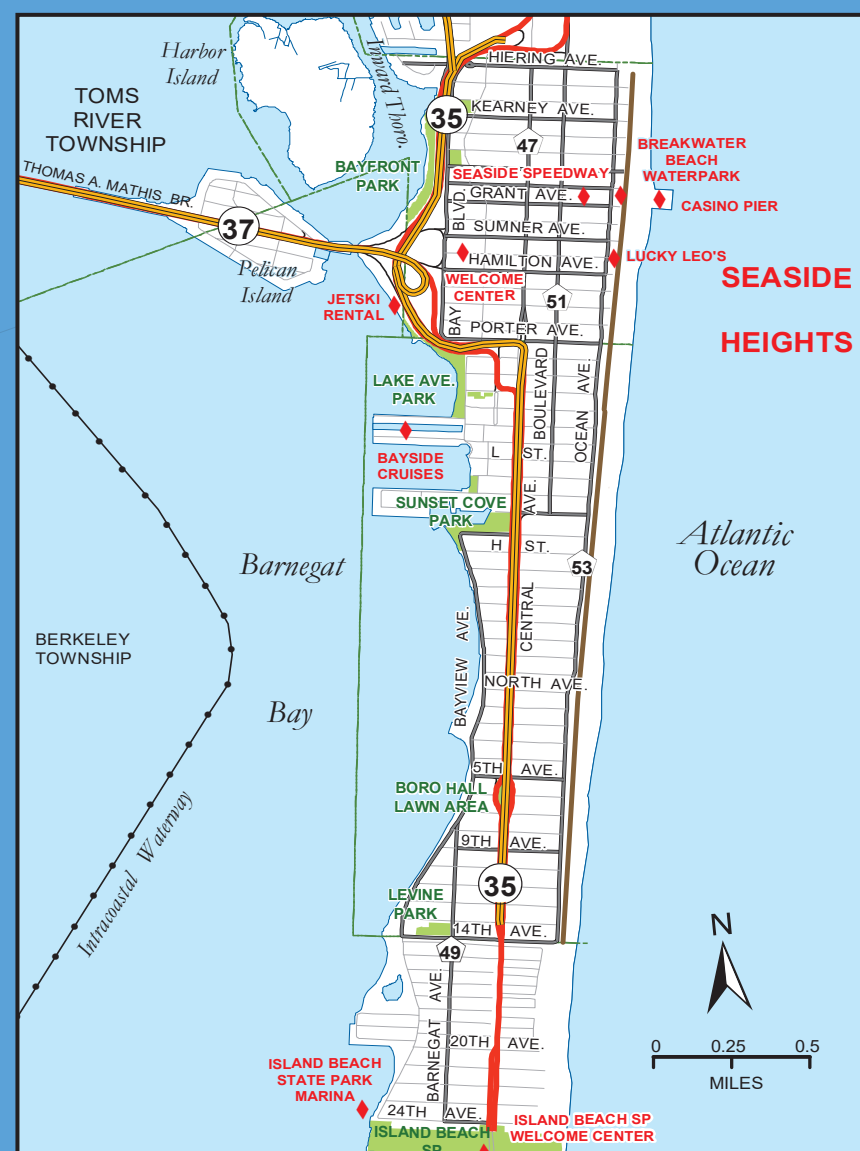 Harbor
Island
Inward Thoro.
HIERING AVE.
TOMS
RIVER
TOWNSHIP
35
KEARNEY AVE.
47
BREAKWATER
BEACH
WATERPARK
THOMAS A. MATHIS BR.
BAYFRONT
PARK
SEASIDE SPEEDWAY
GRANT AVE.
CASINO PIER
37
BLVD
SUMNER AVE.
HAMILTON AVE.
LUCKY LEO'S
Pelican
Island
WELCOME
CENTER
SEASIDE
HEIGHTS
JETSKI
RENTAL
51
BAY
PORTER AVE.
LAKE AVE.
PARK
BOULEVARD
OCEAN AVE.
BAYSIDE
CRUISES
L ST.
SUNSET COVE
PARK
AVE.
H ST.
Atlantic
Ocean
Barnegat
53
CENTRAL
BERKELEY
TOWNSHIP
BAYVIEW AVE.
NORTH AVE.
Bay
5TH AVE.
BORO HALL
LAWN AREA
Intracoastal Waterway
9TH AVE.
35
LEVINE
PARK
14TH AVE.
49
N
BARNEGAT AVE.
20TH AVE.
0 0.25 0.5
MILES
ISLAND BEACH
STATE PARK
MARINA
24TH AVE.
ISLAND BEACH SP
WELCOME CENTER
ISLAND BEACH
SP